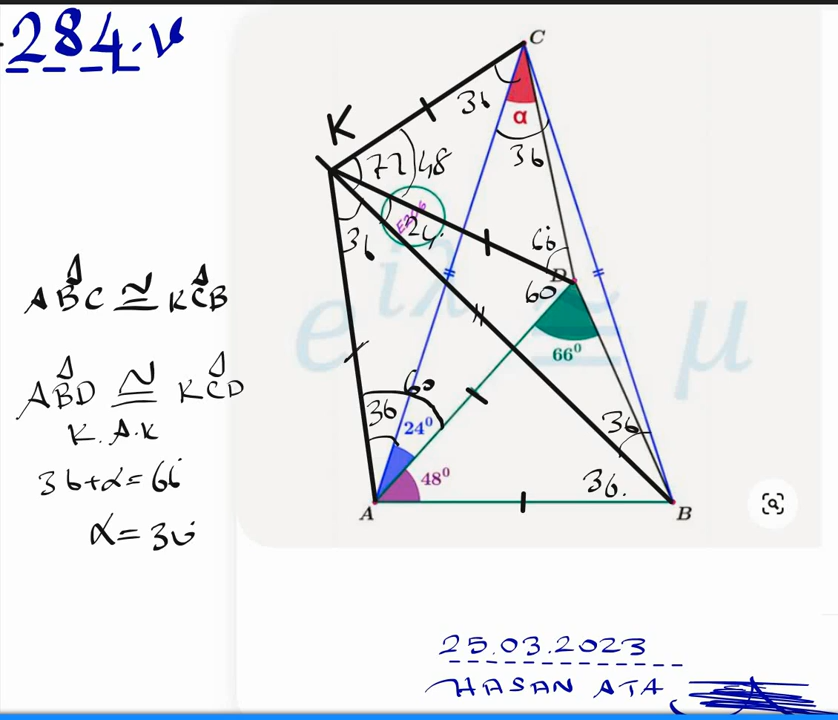 284.
C
K
36
α
72
48
36
24
36
66
D
60
ABC ≅ KCB
66°
e^iλ ≅ μ
60
ABD ≅ KCD
K.A.K
36
24°
36
36+α=66
48°
36.
A
B
α=30
25.03.2023
HASAN ATA